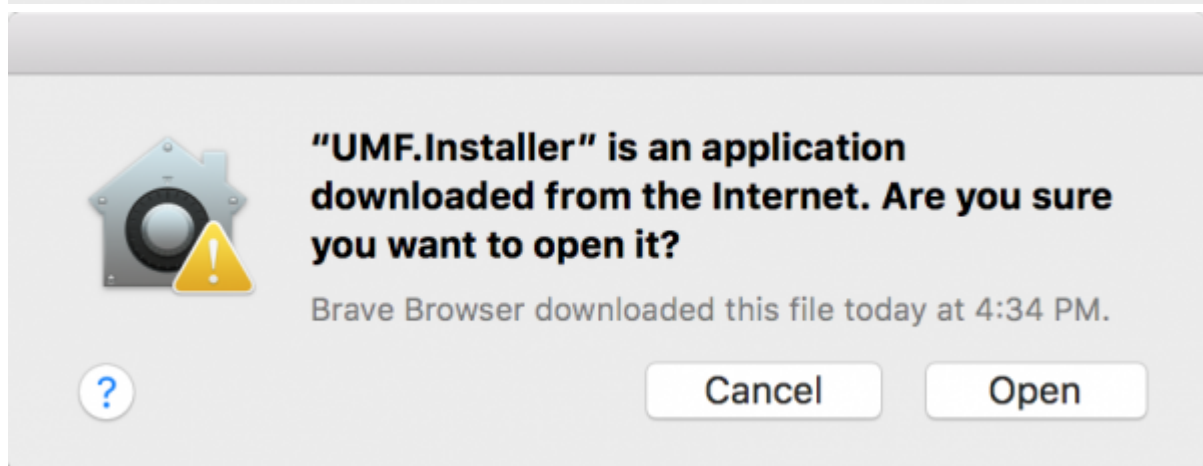 "UMF.Installer" is an application
downloaded from the Internet. Are you sure
you want to open it?
Brave Browser downloaded this file today at 4:34 PM.
?
Cancel
Open